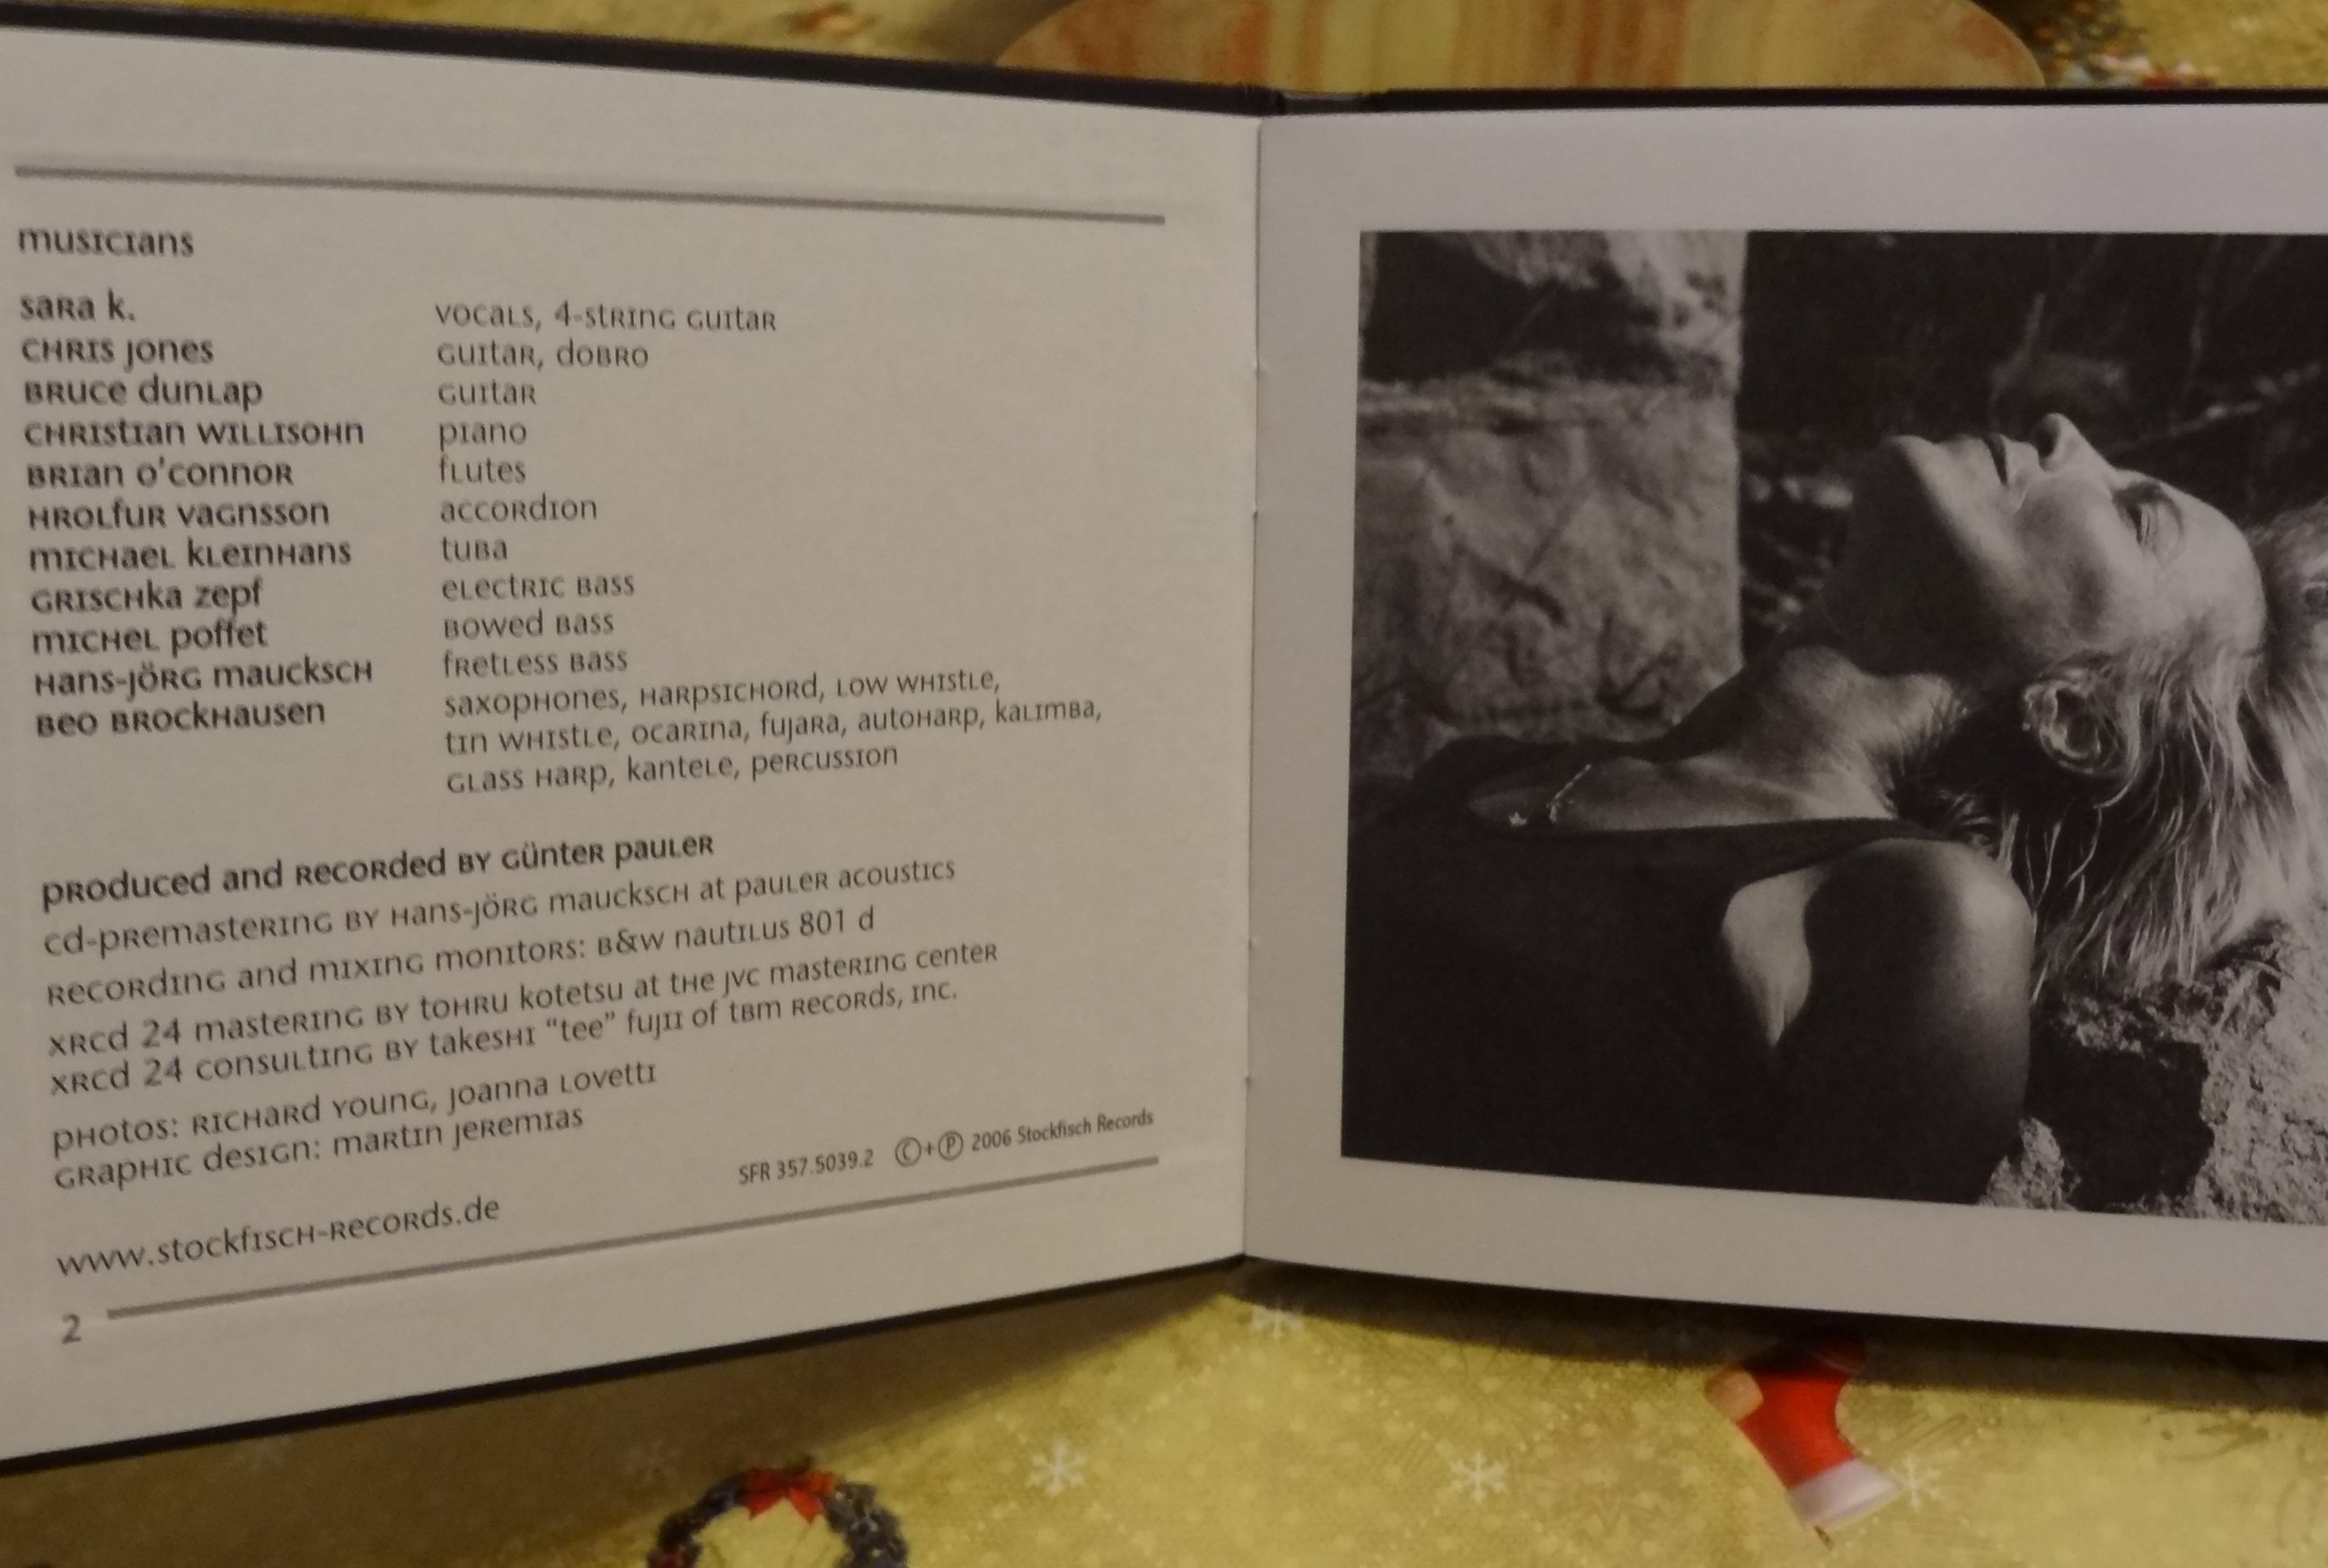 musicians
sara k. vocals, 4-string guitar
chris jones guitar, dobro
bruce dunlap guitar
christian willisohn piano
brian o'connor flutes
hrolfur vagnsson accordion
michael kleinhans tuba
grischka zepf electric bass
michel poffet bowed bass
hans-jörg maucksch fretless bass
beo brockhausen saxophones, harpsichord, low whistle,
tin whistle, ocarina, fujara, autoharp, kalimba,
glass harp, kantele, percussion
produced and recorded by günter pauler
cd-premastering by hans-jörg maucksch at pauler acoustics
recording and mixing monitors: b&w nautilus 801 d
xrcd 24 mastering by tohru kotetsu at the jvc mastering center
xrcd 24 consulting by takeshi “tee” fujii of tbm records, inc.
photos: richard young, joanna lovetti
graphic design: martin jeremias
SFR 357.5039.2 ©+℗ 2006 Stockfisch Records
www.stockfisch-records.de
2